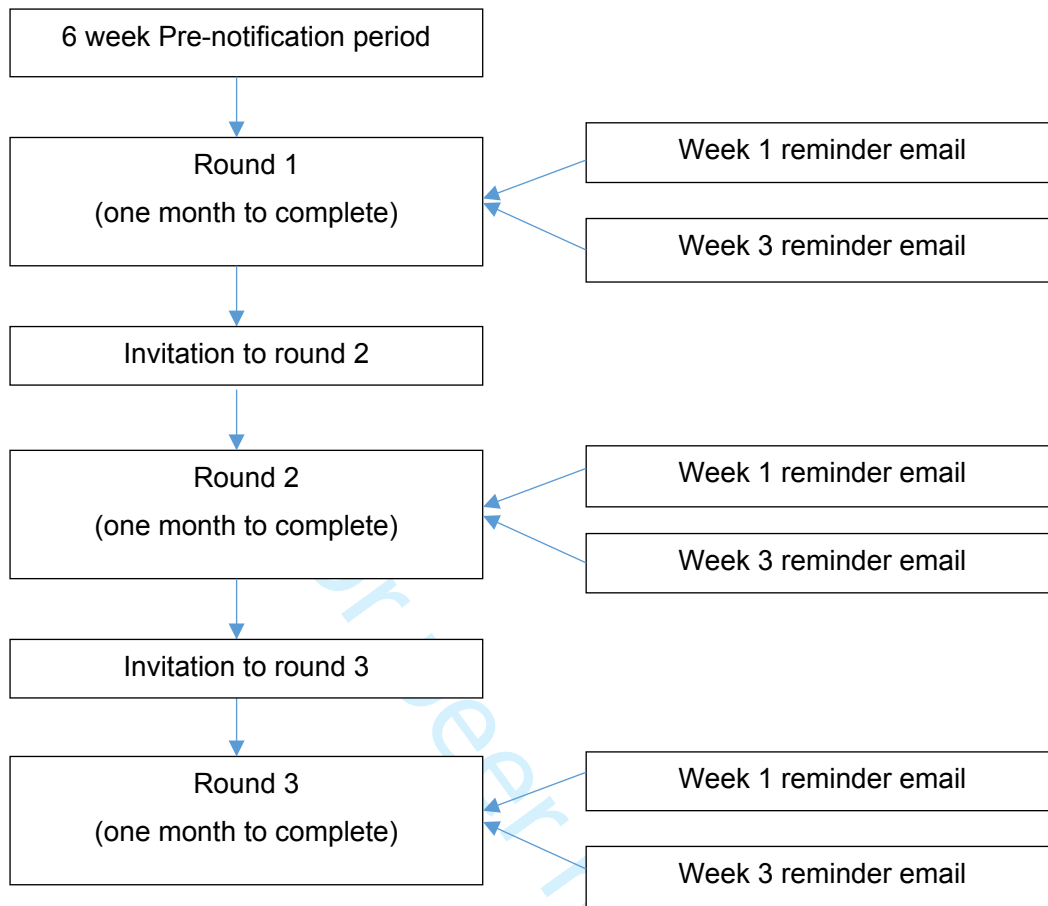 6 week Pre-notification period
Round 1
(one month to complete)
Week 1 reminder email
Week 3 reminder email
Invitation to round 2
Round 2
(one month to complete)
Week 1 reminder email
Week 3 reminder email
Invitation to round 3
Round 3
(one month to complete)
Week 1 reminder email
Week 3 reminder email